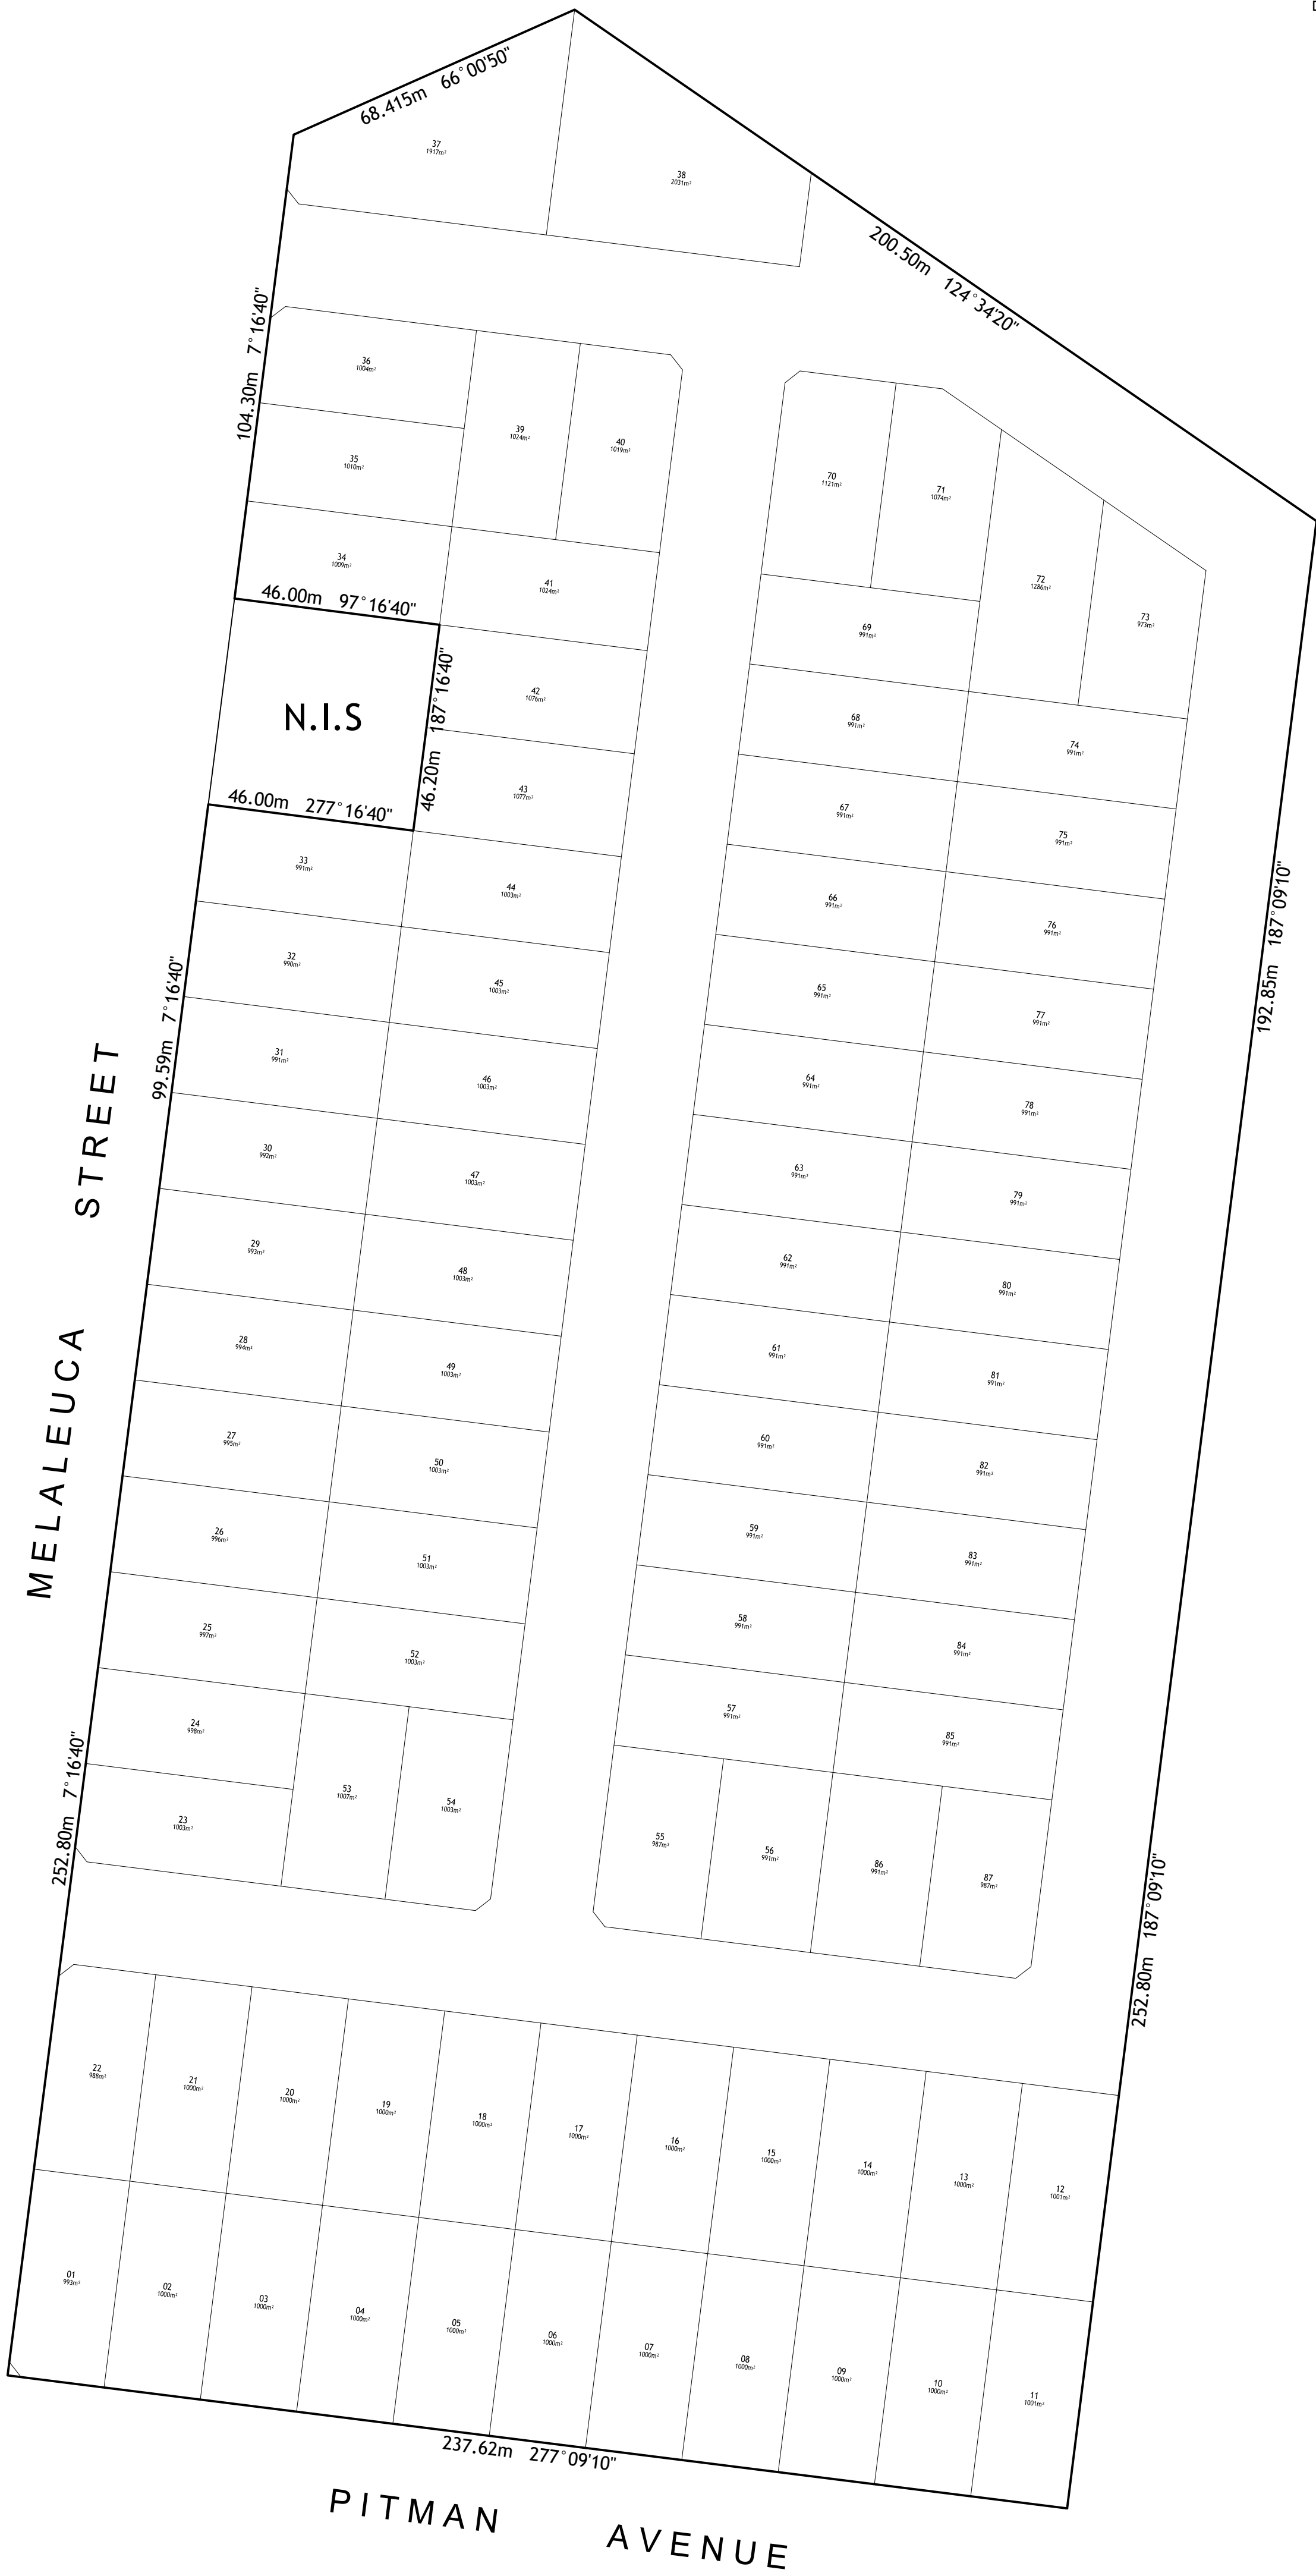 68.415m 66°00'50"
37
1917m²
38
2031m²
200.50m 124°34'20"
104.30m 7°16'40"
36
1004m²
39
1024m²
40
1019m²
35
1010m²
70
1121m²
71
1074m²
34
1009m²
41
1024m²
72
1286m²
73
973m²
46.00m 97°16'40"
69
991m²
N.I.S
46.20m 187°16'40"
42
1076m²
68
991m²
74
991m²
43
1077m²
46.00m 277°16'40"
67
991m²
75
991m²
33
991m²
44
1003m²
66
991m²
76
991m²
192.85m 187°09'10"
32
990m²
45
1003m²
65
991m²
77
991m²
99.59m 7°16'40"
31
991m²
46
1003m²
64
991m²
78
991m²
30
992m²
47
1003m²
63
991m²
79
991m²
29
993m²
48
1003m²
62
991m²
80
991m²
28
994m²
49
1003m²
61
991m²
81
991m²
MELALEUCA STREET
27
995m²
50
1003m²
60
991m²
82
991m²
26
996m²
51
1003m²
59
991m²
83
991m²
25
997m²
52
1003m²
58
991m²
84
991m²
24
998m²
57
991m²
85
991m²
252.80m 7°16'40"
23
1003m²
53
1007m²
54
1003m²
55
987m²
56
991m²
86
991m²
87
987m²
252.80m 187°09'10"
22
988m²
21
1000m²
20
1000m²
19
1000m²
18
1000m²
17
1000m²
16
1000m²
15
1000m²
14
1000m²
13
1000m²
12
1001m²
01
993m²
02
1000m²
03
1000m²
04
1000m²
05
1000m²
06
1000m²
07
1000m²
08
1000m²
09
1000m²
10
1000m²
11
1001m²
237.62m 277°09'10"
PITMAN AVENUE